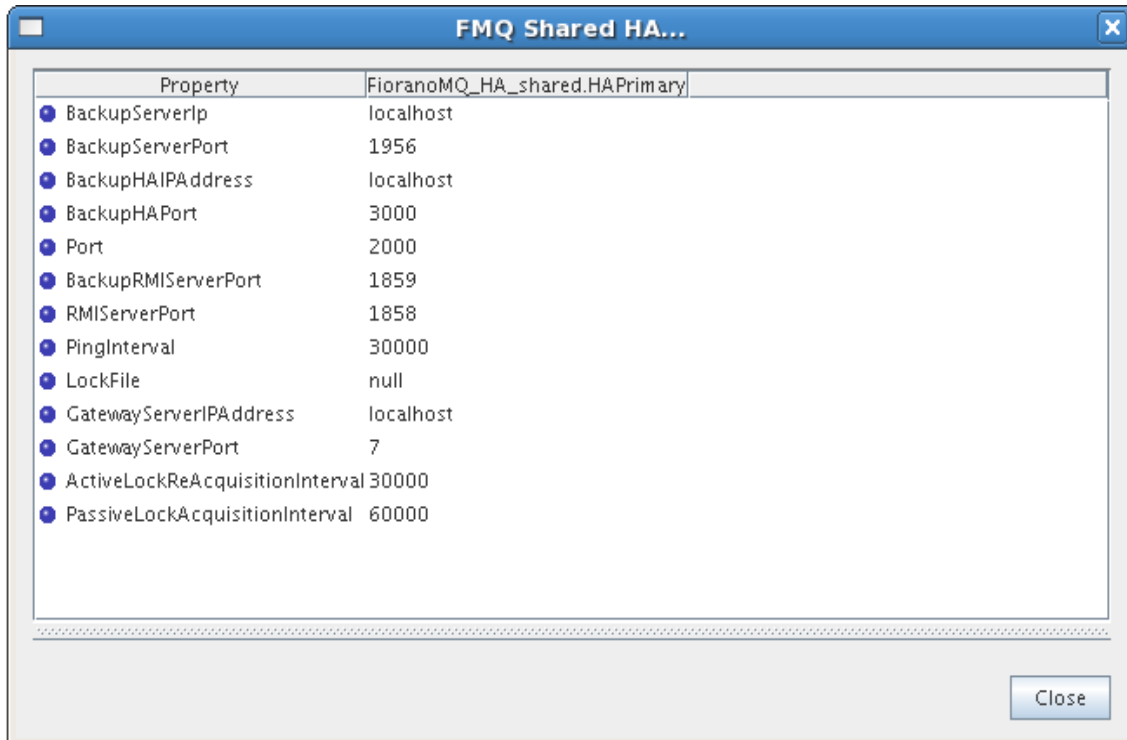 FMQ Shared HA...
Property FioranoMQ_HA_shared.HAPrimary
BackupServerIp localhost
BackupServerPort 1956
BackupHAIPAddress localhost
BackupHAPort 3000
Port 2000
BackupRMIServerPort 1859
RMIServerPort 1858
PingInterval 30000
LockFile null
GatewayServerIPAddress localhost
GatewayServerPort 7
ActiveLockReAcquisitionInterval 30000
PassiveLockAcquisitionInterval 60000
Close